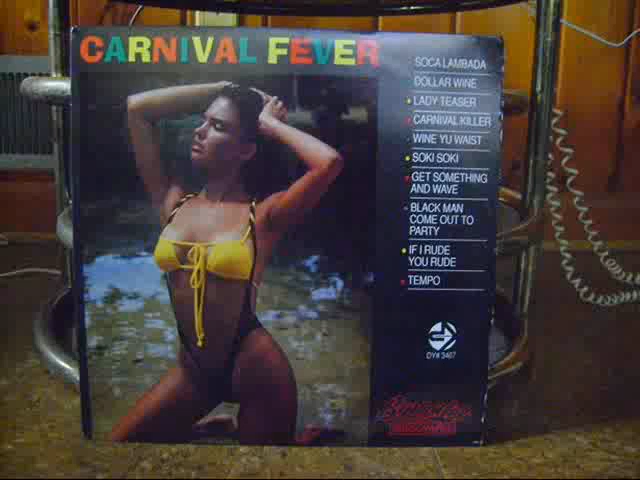 CARNIVAL FEVER
SOCA LAMBADA
DOLLAR WINE
LADY TEASER
CARNIVAL KILLER
WINE YU WAIST
SOKI SOKI
GET SOMETHING
AND WAVE
BLACK MAN
COME OUT TO
PARTY
IF I RUDE
YOU RUDE
TEMPO
DY# 3467